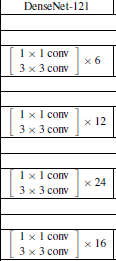 DenseNet-121
1 × 1 conv
3 × 3 conv
× 6
1 × 1 conv
3 × 3 conv
× 12
1 × 1 conv
3 × 3 conv
× 24
1 × 1 conv
3 × 3 conv
× 16